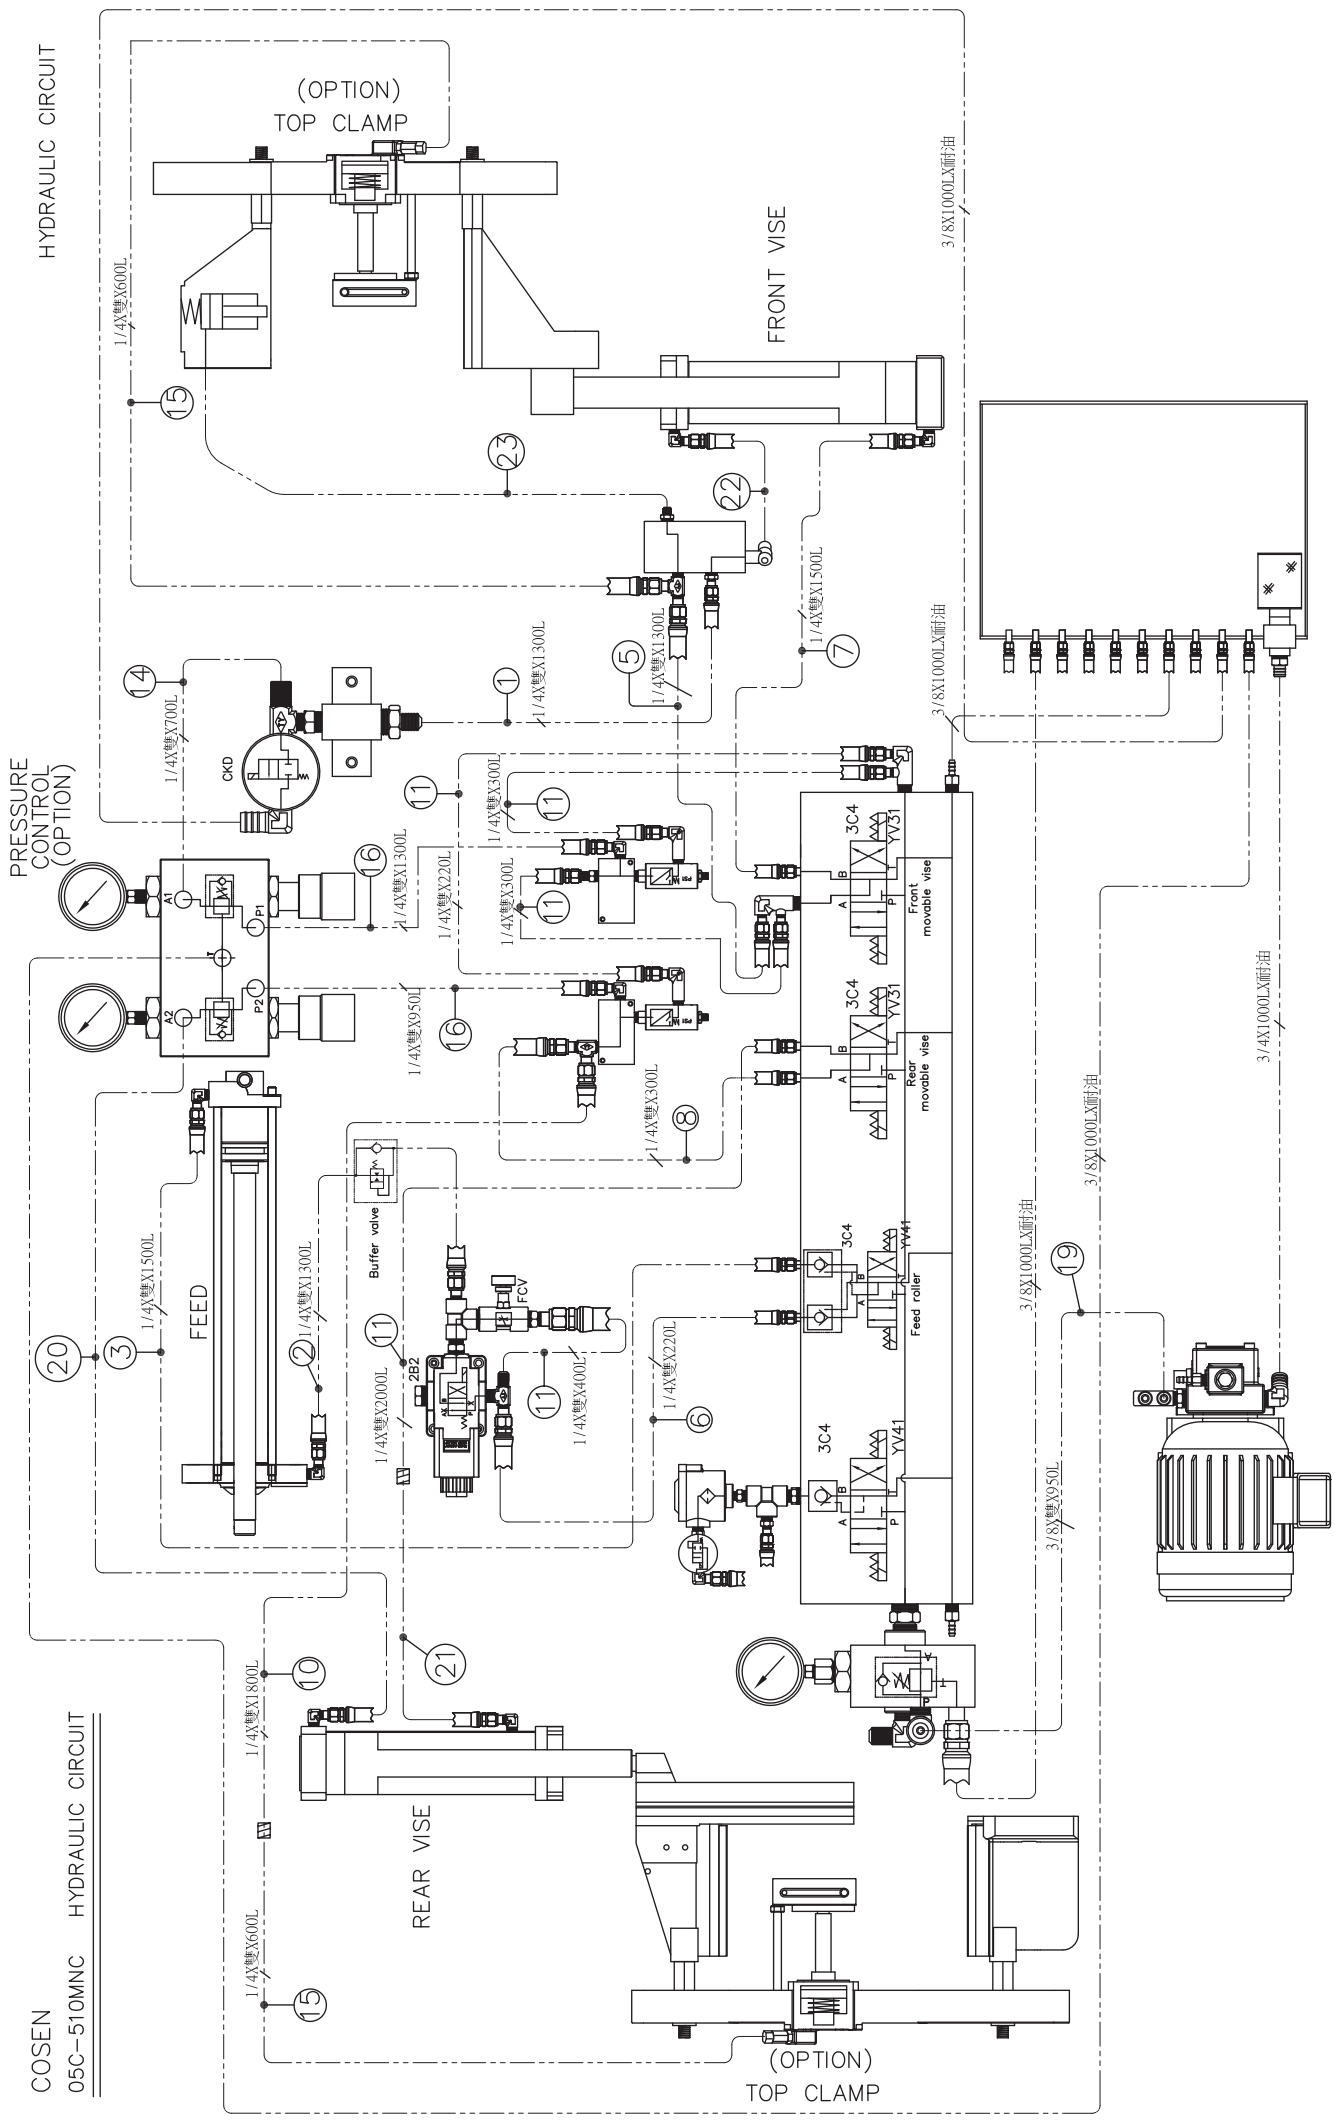 HYDRAULIC CIRCUIT
(OPTION)
TOP CLAMP
1/4X雙X600L
15
3/8X1000LX耐油
FRONT VISE
23
22
1/4X雙X1500L
7
5
1/4X雙X1300L
1
1/4X雙X1300L
14
1/4X雙X700L
CKD
PRESSURE
CONTROL
(OPTION)
A1
P1
T
A2
P2
16
1/4X雙X1300L
11
1/4X雙X220L
11
1/4X雙X300L
11
1/4X雙X300L
16
1/4X雙X950L
8
1/4X雙X300L
3/8X1000LX耐油
3C4
YV31
B
A
T
P
Front
movable vise
3C4
YV31
B
A
T
P
Rear
movable vise
3C4
YV41
B
A
T
P
Feed roller
3C4
YV41
B
A
T
P
3/4X1000LX耐油
3/8X1000LX耐油
3/8X1000LX耐油
19
3/8X雙X950L
Buffer valve
FCV
2B2
11
1/4X雙X2000L
11
1/4X雙X400L
6
1/4X雙X220L
20
3
1/4X雙X1500L
FEED
2
1/4X雙X1300L
10
1/4X雙X1800L
21
A
P
T
REAR VISE
15
1/4X雙X600L
(OPTION)
TOP CLAMP
COSEN
05C-510MNC HYDRAULIC CIRCUIT